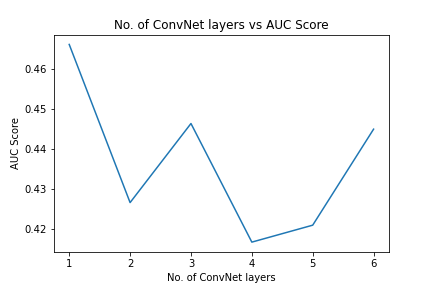 No. of ConvNet layers vs AUC Score
AUC Score
0.46
0.45
0.44
0.43
0.42
1 2 3 4 5 6
No. of ConvNet layers